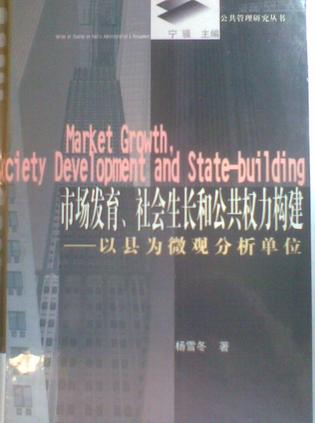 公共管理研究丛书
宁骚 主编
Market Growth,
Society Development and State-building
市场发育、社会生长和公共权力构建
——以县为微观分析单位
杨雪冬 著